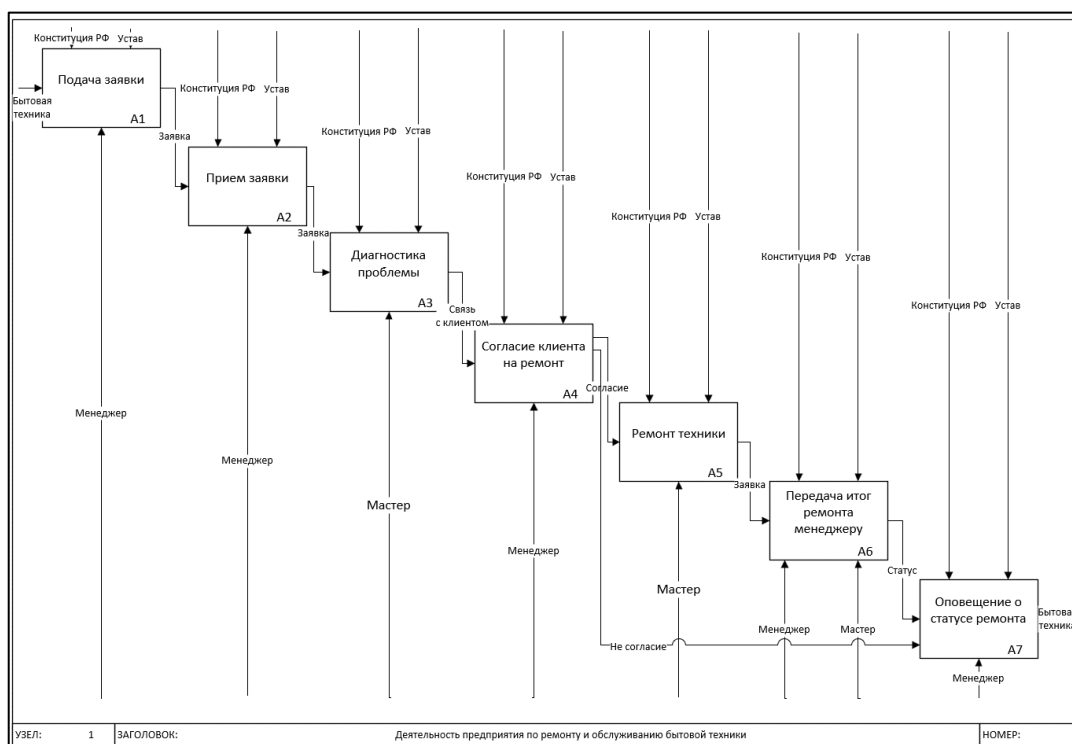 Конституция РФ
Устав
Подача заявки
A1
Бытовая
техника
Заявка
Менеджер
Конституция РФ
Устав
Прием заявки
A2
Заявка
Менеджер
Конституция РФ
Устав
Диагностика
проблемы
A3
Связь
с клиентом
Мастер
Конституция РФ
Устав
Согласие клиента
на ремонт
A4
Согласие
Не согласие
Менеджер
Конституция РФ
Устав
Ремонт техники
A5
Заявка
Мастер
Конституция РФ
Устав
Передача итог
ремонта
менеджеру
A6
Статус
Менеджер
Мастер
Конституция РФ
Устав
Оповещение о
статусе ремонта
A7
Бытовая
техника
Менеджер
УЗЕЛ: 1
ЗАГОЛОВОК: Деятельность предприятия по ремонту и обслуживанию бытовой техники
НОМЕР: